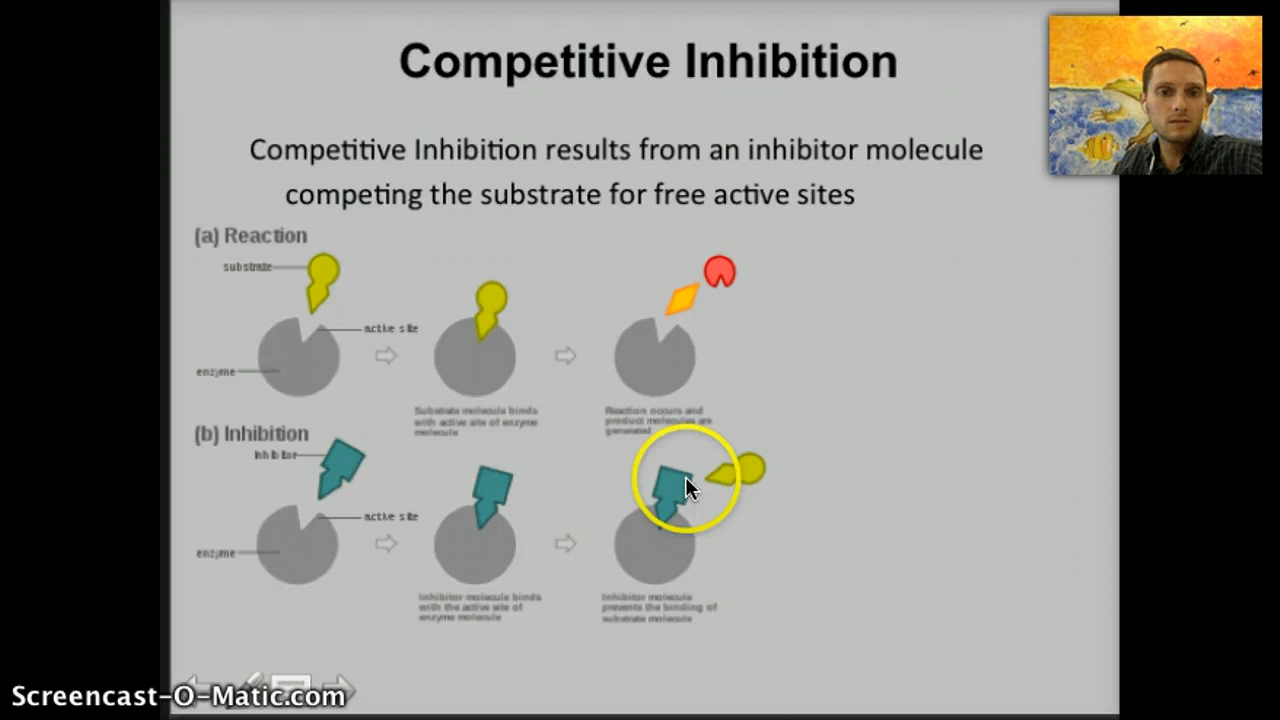 Competitive Inhibition
Competitive Inhibition results from an inhibitor molecule
competing the substrate for free active sites
(a) Reaction
substrate
active site
enzyme
Substrate molecule binds
with active site of enzyme
molecule
Reaction occurs and
product molecules are
generated
(b) Inhibition
Inhibitor
active site
enzyme
Inhibitor molecule binds
with the active site of
enzyme molecule
Inhibitor molecule
prevents the binding of
substrate molecule
Screencast-O-Matic.com